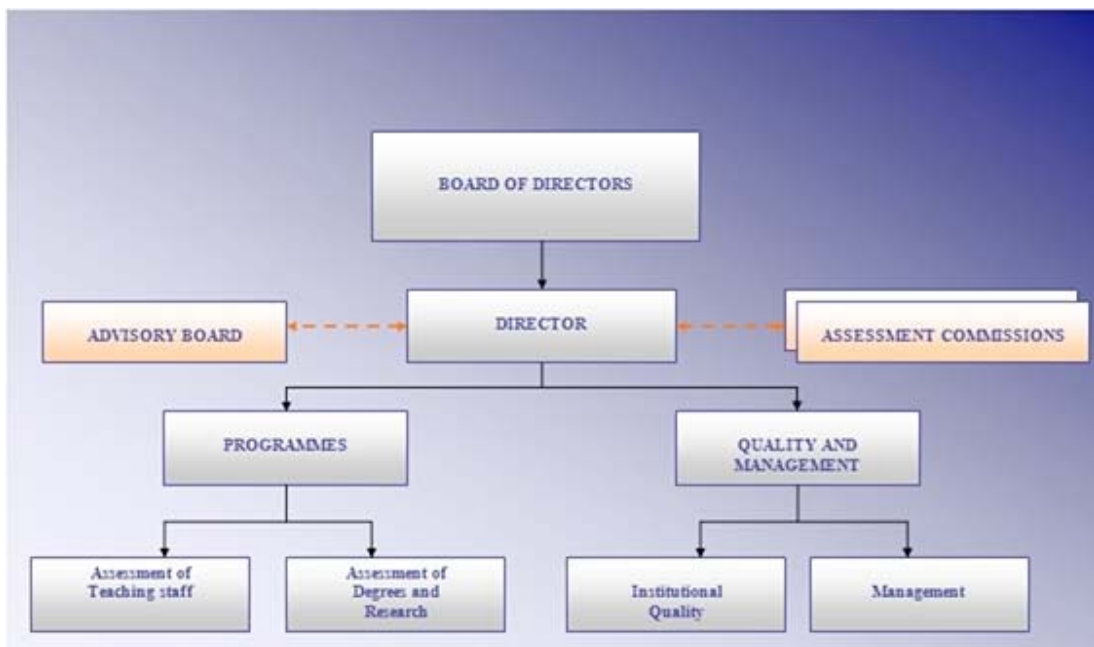 BOARD OF DIRECTORS
ADVISORY BOARD
DIRECTOR
ASSESSMENT COMMISSIONS
PROGRAMMES
QUALITY AND
MANAGEMENT
Assessment of
Teaching staff
Assessment of
Degrees and
Research
Institutional
Quality
Management